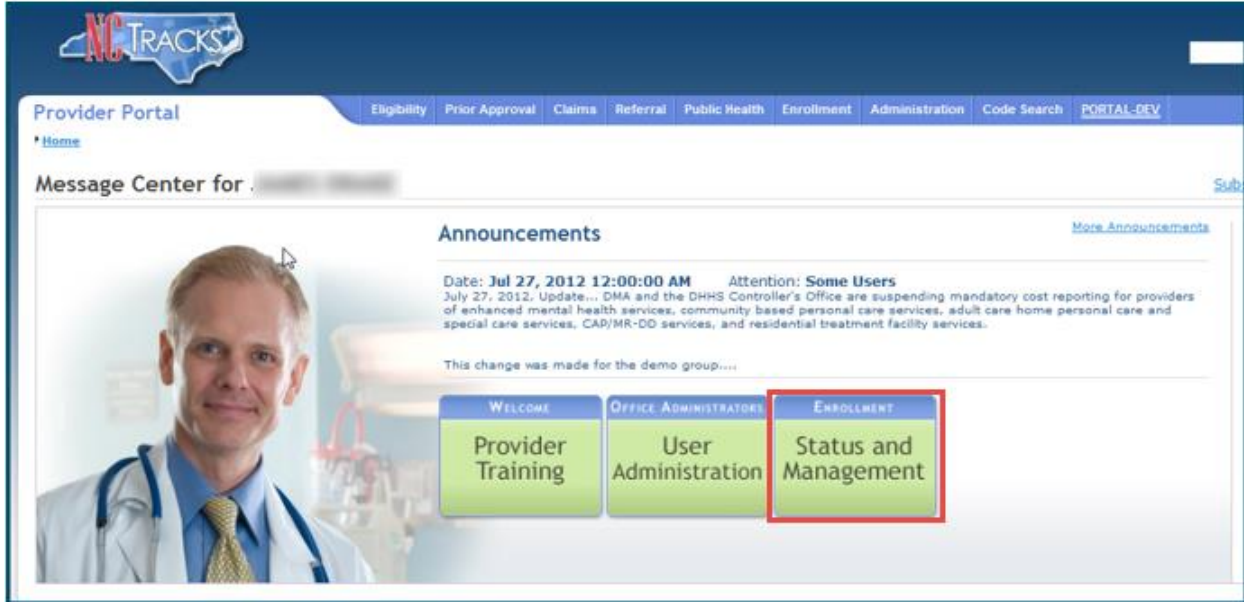 NCTRACKS
Provider Portal
Eligibility Prior Approval Claims Referral Public Health Enrollment Administration Code Search PORTAL-DEV
Home
Message Center for
Sub
Announcements
More Announcements
Date: Jul 27, 2012 12:00:00 AM Attention: Some Users
July 27, 2012, Update... DMA and the DHHS Controller's Office are suspending mandatory cost reporting for providers
of enhanced mental health services, community based personal care services, adult care home personal care and
special care services, CAP/MR-DD services, and residential treatment facility services.
This change was made for the demo group....
WELCOME
Provider
Training
OFFICE ADMINISTRATORS
User
Administration
ENROLLMENT
Status and
Management